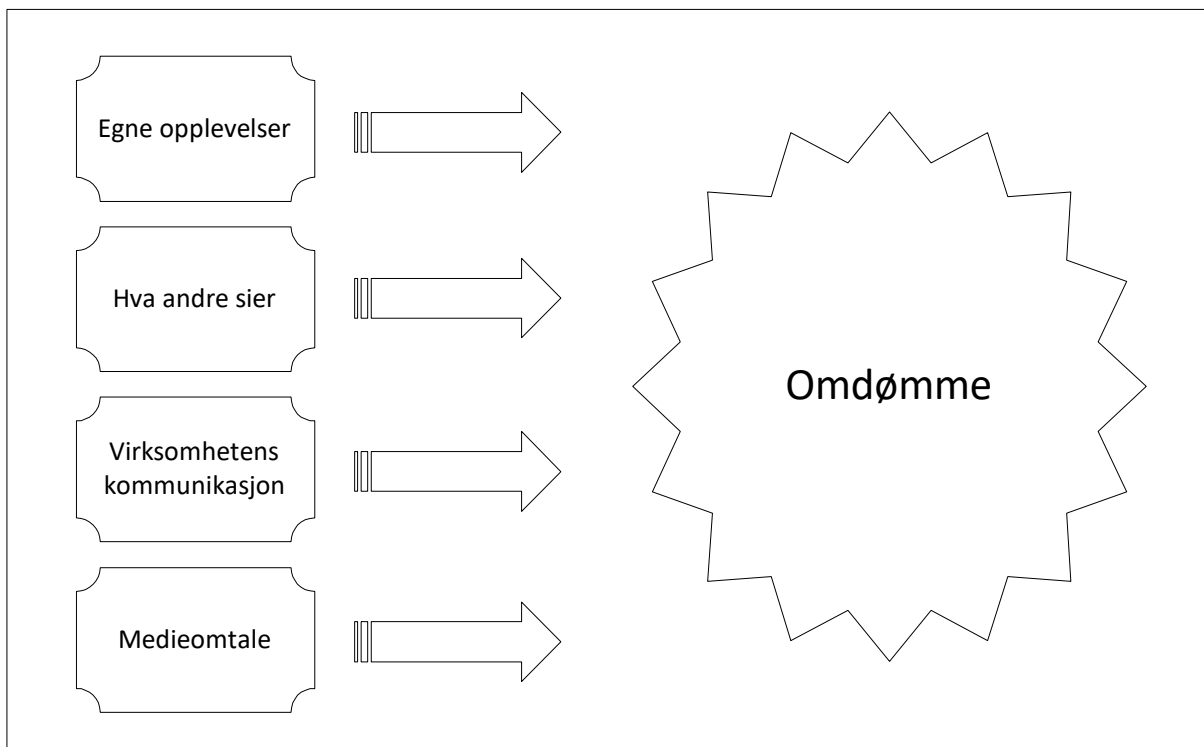 Egne opplevelser
Hva andre sier
Virksomhetens
kommunikasjon
Medieomtale
Omdømme